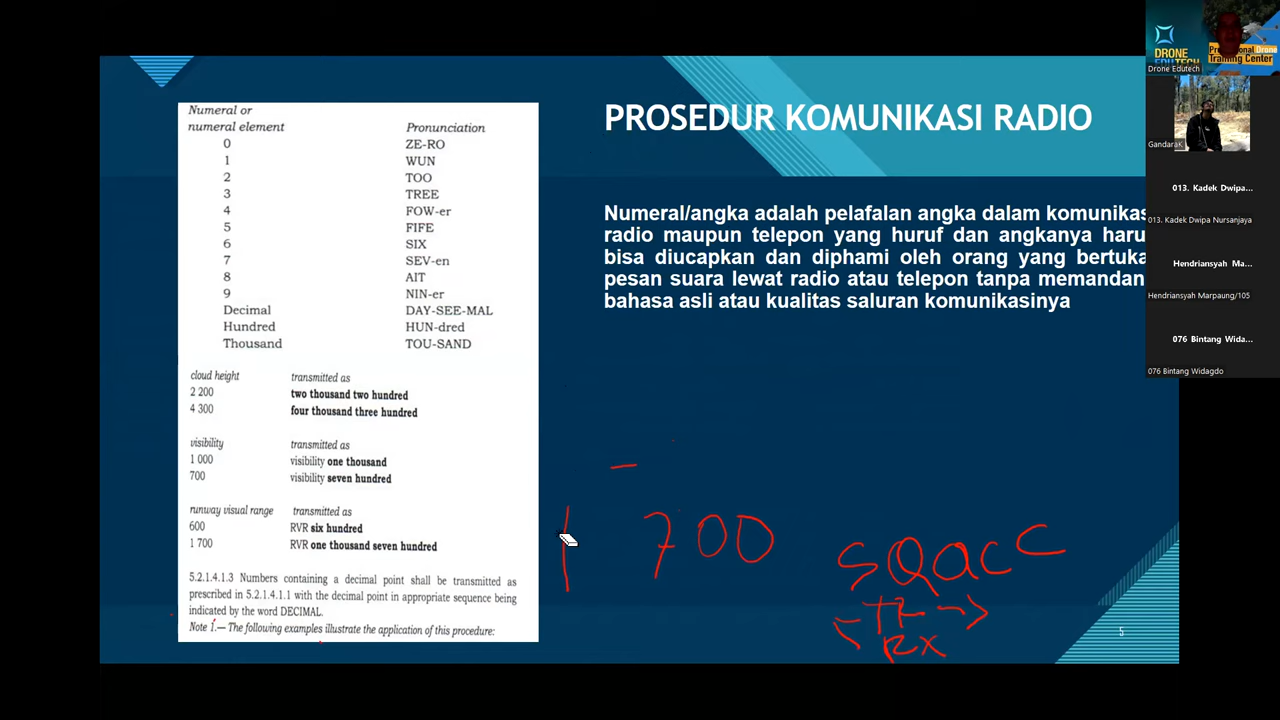 Numeral or
numeral element Pronunciation
0 ZE-RO
1 WUN
2 TOO
3 TREE
4 FOW-er
5 FIFE
6 SIX
7 SEV-en
8 AIT
9 NIN-er
Decimal DAY-SEE-MAL
Hundred HUN-dred
Thousand TOU-SAND
cloud height transmitted as
2 200 two thousand two hundred
4 300 four thousand three hundred
visibility transmitted as
1 000 visibility one thousand
700 visibility seven hundred
runway visual range transmitted as
600 RVR six hundred
1 700 RVR one thousand seven hundred
5.2.1.4.1.3 Numbers containing a decimal point shall be transmitted as
prescribed in 5.2.1.4.1.1 with the decimal point in appropriate sequence being
indicated by the word DECIMAL.
Note 1.— The following examples illustrate the application of this procedure:
PROSEDUR KOMUNIKASI RADIO
Numeral/angka adalah pelafalan angka dalam komunikas
radio maupun telepon yang huruf dan angkanya haru
bisa diucapkan dan diphami oleh orang yang bertuka
pesan suara lewat radio atau telepon tanpa memandan
bahasa asli atau kualitas saluran komunikasinya
1 700
RX
5
DRONE
EDUTECH
Drone Edutech
Professional Drone
Training Center
GandaraK
013. Kadek Dwipa...
013. Kadek Dwipa Nursanjaya
Hendriansyah Ma...
Hendriansyah Marpaung/105
076 Bintang Wida...
076 Bintang Widagdo